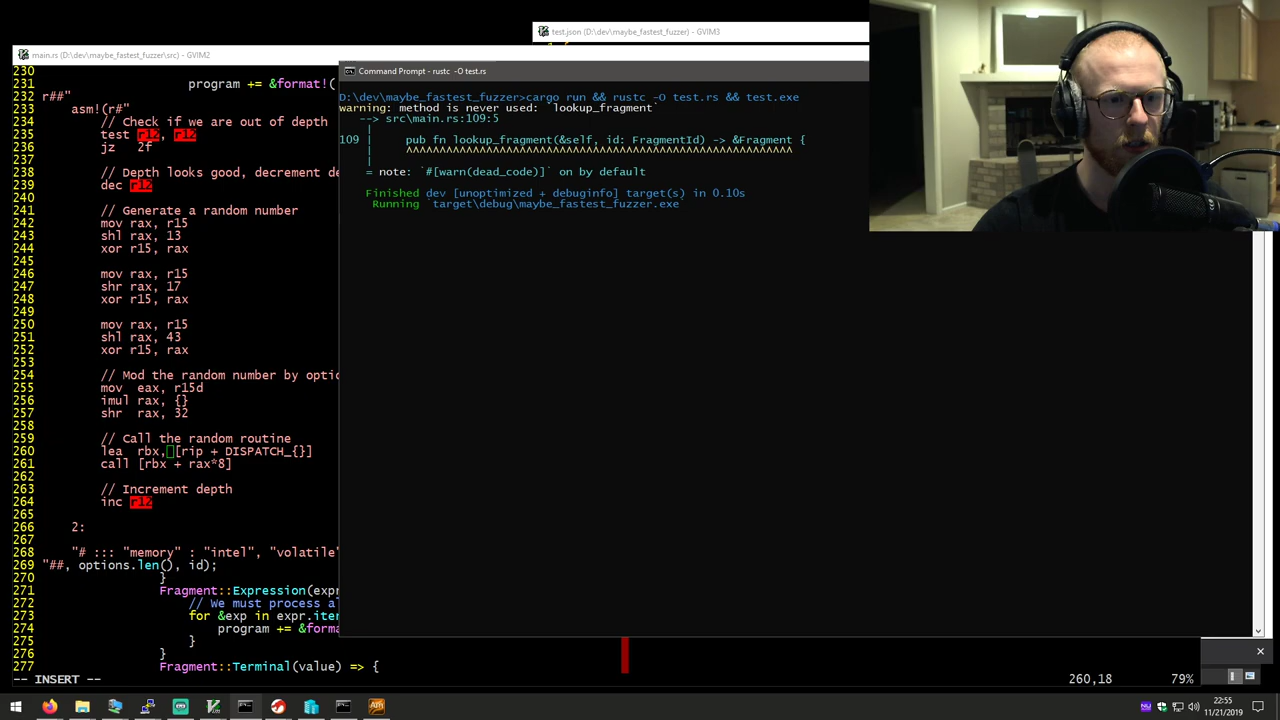 test.json (D:\dev\maybe_fastest_fuzzer) - GVIM3
main.rs (D:\dev\maybe_fastest_fuzzer\src) - GVIM2
Command Prompt - rustc  -O test.rs
230
231 program += &format!(
r##"
232
233 asm!(r#"
234 // Check if we are out of depth
235 test r12, r12
236 jz   2f
237
238 // Depth looks good, decrement de
239 dec r12
240
241 // Generate a random number
242 mov rax, r15
243 shl rax, 13
244 xor r15, rax
245
246 mov rax, r15
247 shr rax, 17
248 xor r15, rax
249
250 mov rax, r15
251 shl rax, 43
252 xor r15, rax
253
254 // Mod the random number by optio
255 mov  eax, r15d
256 imul rax, {}
257 shr  rax, 32
258
259 // Call the random routine
260 lea  rbx, [rip + DISPATCH_{}]
261 call [rbx + rax*8]
262
263 // Increment depth
264 inc r12
265
266 2:
267
268 "# ::: "memory" : "intel", "volatile"
269 "##, options.len(), id);
270 }
271 Fragment::Expression(expr
272 // We must process a
273 for &exp in expr.iter
274 program += &forma
275 }
276 }
277 Fragment::Terminal(value) => {
-- INSERT --
260,18
79%
D:\dev\maybe_fastest_fuzzer>cargo run && rustc -O test.rs && test.exe
warning: method is never used: `lookup_fragment`
--> src\main.rs:109:5
|
109 |     pub fn lookup_fragment(&self, id: FragmentId) -> &Fragment {
|     ^^^^^^^^^^^^^^^^^^^^^^^^^^^^^^^^^^^^^^^^^^^^^^^^^^^^^^^^^^
|
= note: `#[warn(dead_code)]` on by default
Finished dev [unoptimized + debuginfo] target(s) in 0.10s
Running `target\debug\maybe_fastest_fuzzer.exe`
22:55
11/21/2019